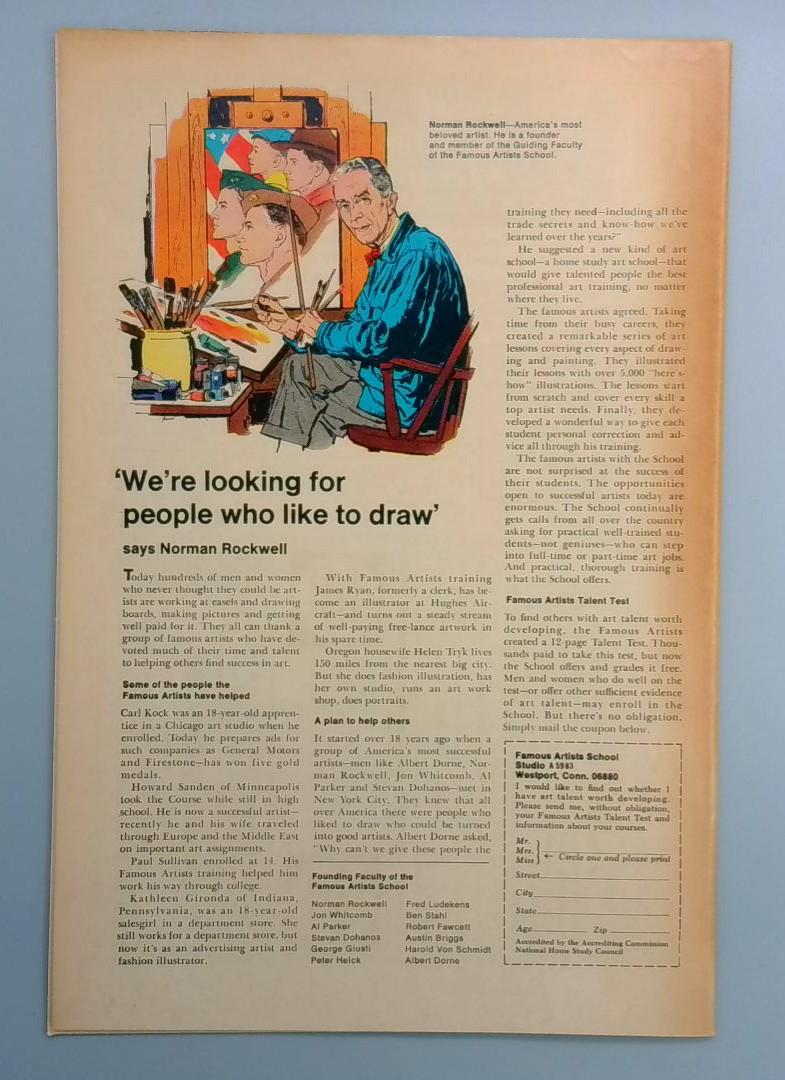 Norman Rockwell—America's most
beloved artist. He is a founder
and member of the Guiding Faculty
of the Famous Artists School.
'We're looking for
people who like to draw'
says Norman Rockwell
Today hundreds of men and women
who never thought they could be art-
ists are working at easels and drawing
boards, making pictures and getting
well paid for it. They all can thank a
group of famous artists who have de-
voted much of their time and talent
to helping others find success in art.
Some of the people the
Famous Artists have helped
Carl Kock was an 18-year-old appren-
tice in a Chicago art studio when he
enrolled. Today he prepares ads for
such companies as General Motors
and Firestone—has won five gold
medals.
Howard Sanden of Minneapolis
took the Course while still in high
school. He is now a successful artist—
recently he and his wife traveled
through Europe and the Middle East
on important art assignments.
Paul Sullivan enrolled at 14. His
Famous Artists training helped him
work his way through college.
Kathleen Gironda of Indiana,
Pennsylvania, was an 18-year-old
salesgirl in a department store. She
still works for a department store, but
now it's as an advertising artist and
fashion illustrator.
With Famous Artists training
James Ryan, formerly a clerk, has be-
come an illustrator at Hughes Air-
craft—and turns out a steady stream
of well-paying free-lance artwork in
his spare time.
Oregon housewife Helen Tryk lives
150 miles from the nearest big city.
But she does fashion illustration, has
her own studio, runs an art work
shop, does portraits.
A plan to help others
It started over 18 years ago when a
group of America's most successful
artists—men like Albert Dorne, Nor-
man Rockwell, Jon Whitcomb, Al
Parker and Stevan Dohanos—met in
New York City. They knew that all
over America there were people who
liked to draw who could be turned
into good artists. Albert Dorne asked,
"Why can't we give these people the
Founding Faculty of the
Famous Artists School
Norman Rockwell
Jon Whitcomb
Al Parker
Stevan Dohanos
George Giusti
Peter Helck
Fred Ludekens
Ben Stahl
Robert Fawcett
Austin Briggs
Harold Von Schmidt
Albert Dorne
training they need—including all the
trade secrets and know-how we've
learned over the years?"
He suggested a new kind of art
school—a home study art school—that
would give talented people the best
professional art training, no matter
where they live.
The famous artists agreed. Taking
time from their busy careers, they
created a remarkable series of art
lessons covering every aspect of draw-
ing and painting. They illustrated
their lessons with over 5,000 "here's-
how" illustrations. The lessons start
from scratch and cover every skill a
top artist needs. Finally, they de-
veloped a wonderful way to give each
student personal correction and ad-
vice all through his training.
The famous artists with the School
are not surprised at the success of
their students. The opportunities
open to successful artists today are
enormous. The School continually
gets calls from all over the country
asking for practical well-trained stu-
dents—not geniuses—who can step
into full-time or part-time art jobs.
And practical, thorough training is
what the School offers.
Famous Artists Talent Test
To find others with art talent worth
developing, the Famous Artists
created a 12-page Talent Test. Thou-
sands paid to take this test, but now
the School offers and grades it free.
Men and women who do well on the
test—or offer other sufficient evidence
of art talent—may enroll in the
School. But there's no obligation.
Simply mail the coupon below.
Famous Artists School
Studio A 5983
Westport, Conn. 06880
I would like to find out whether I
have art talent worth developing.
Please send me, without obligation,
your Famous Artists Talent Test and
information about your courses.
Mr.
Mrs.
Miss ← Circle one and please print
Street
City
State
Age Zip
Accredited by the Accrediting Commission
National Home Study Council